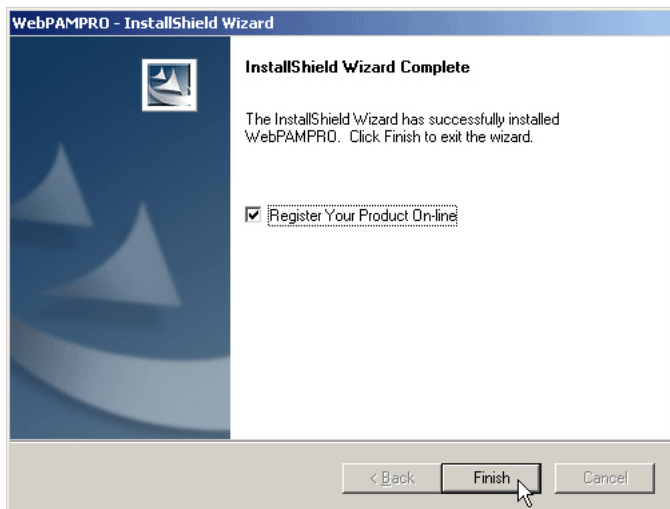 WebPAMPRO - InstallShield Wizard
InstallShield Wizard Complete
The InstallShield Wizard has successfully installed
WebPAMPRO. Click Finish to exit the wizard.
Register Your Product On-line
< Back
Finish
Cancel